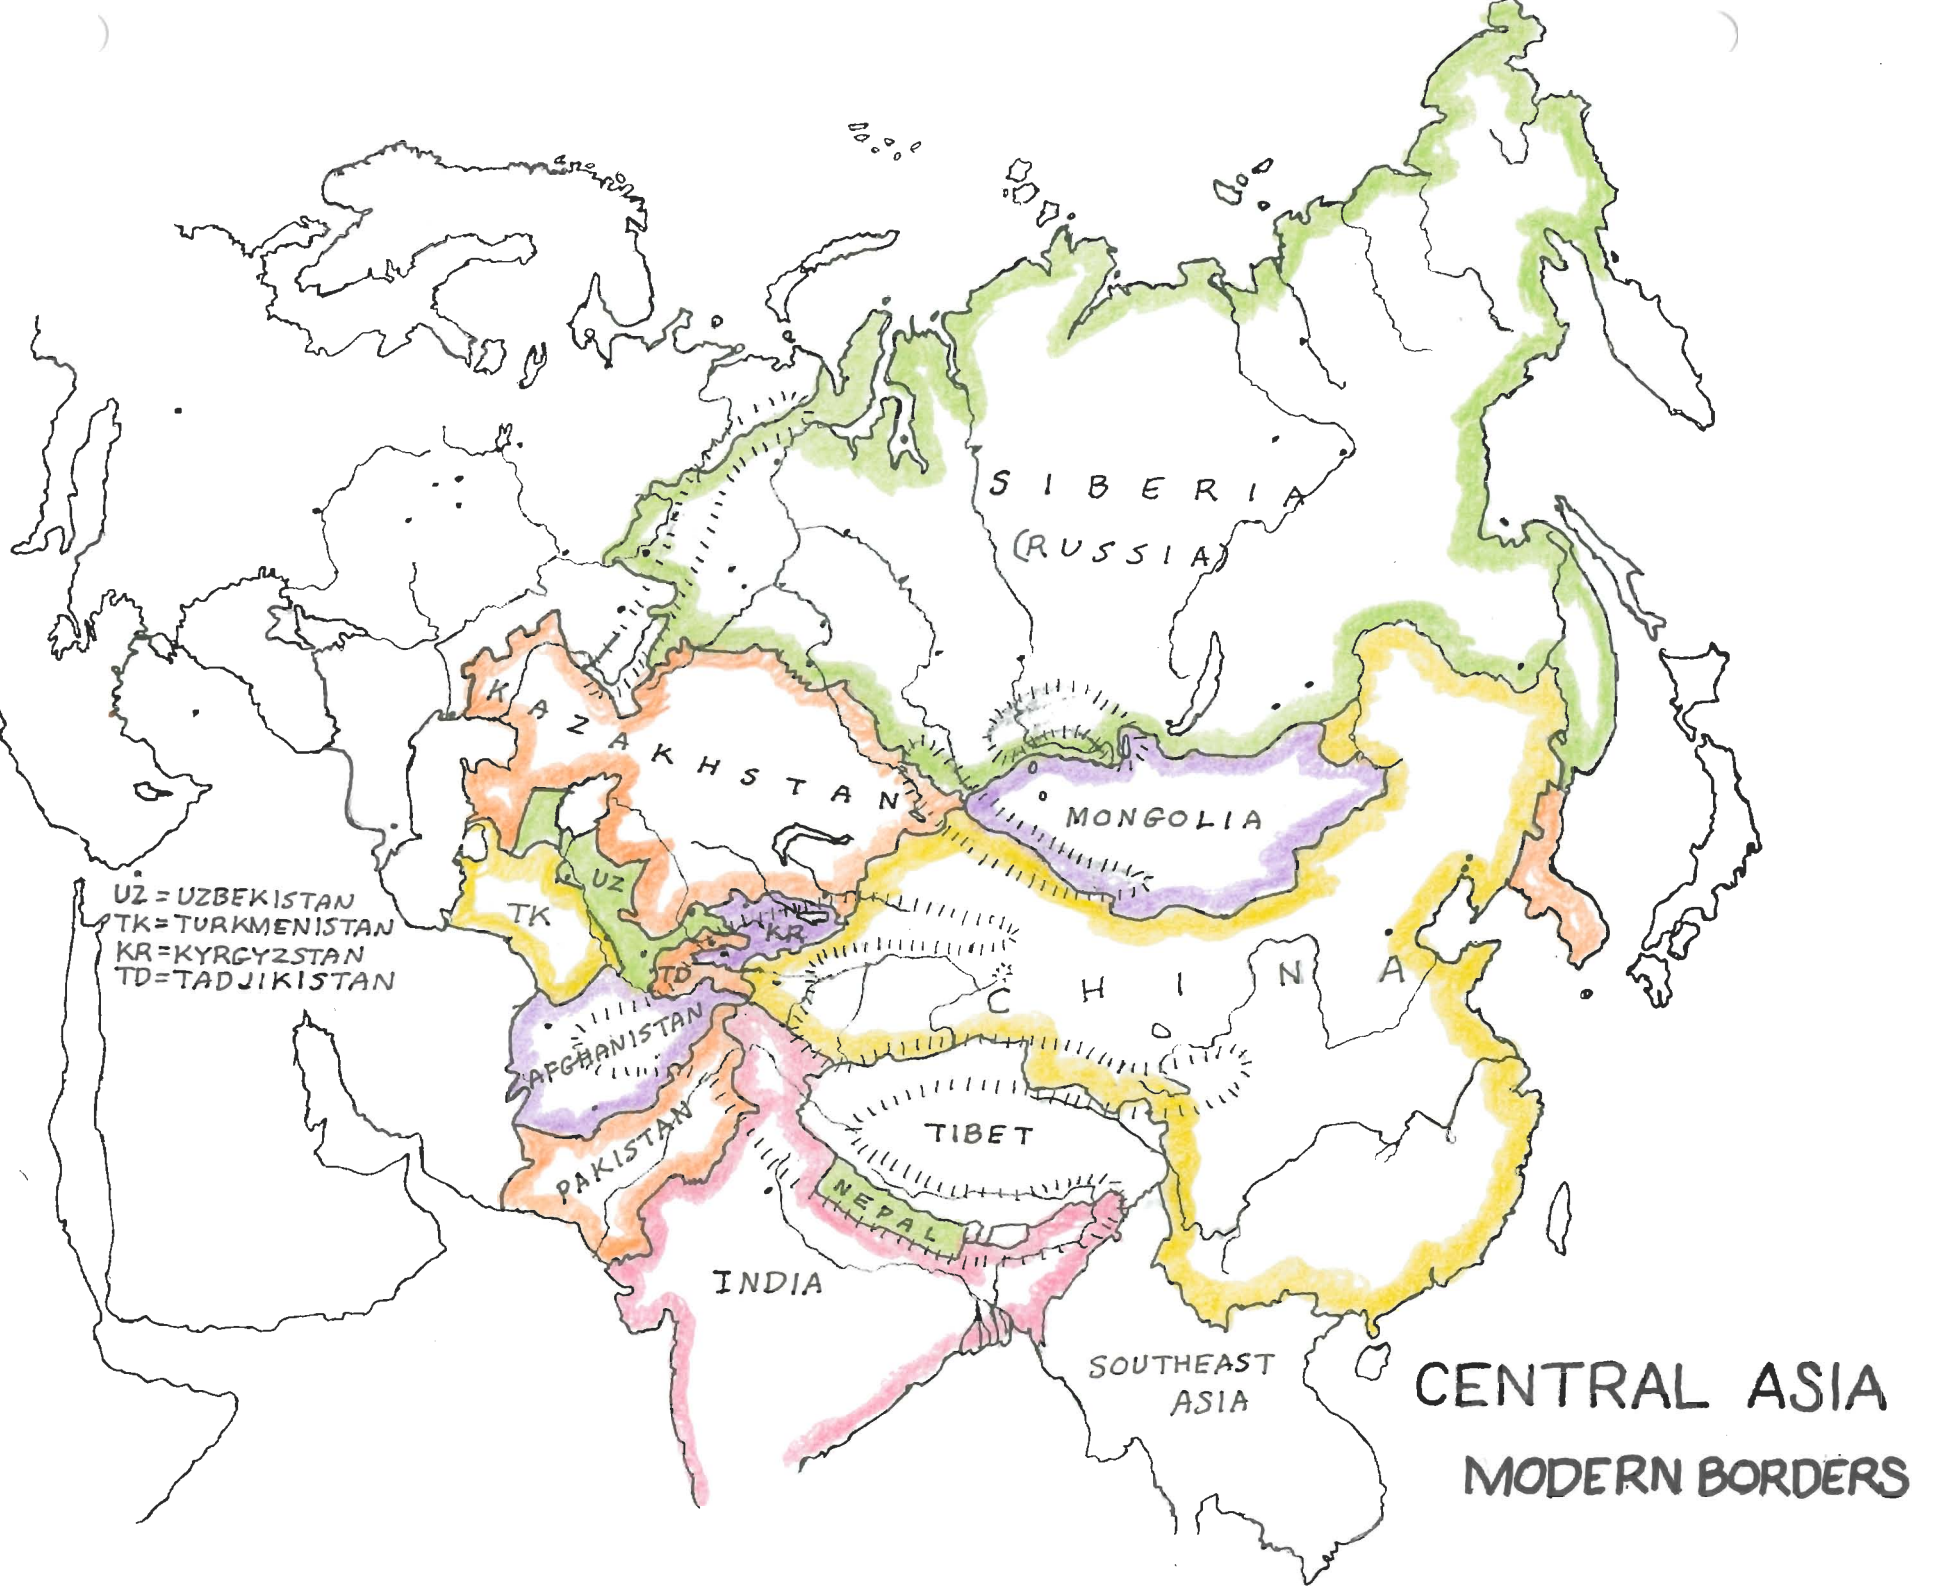 SIBERIA
(RUSSIA)
KAZAKHSTAN
MONGOLIA
UZ
TK
KR
TD
UZ = UZBEKISTAN
TK = TURKMENISTAN
KR = KYRGYZSTAN
TD = TADJIKISTAN
CHINA
AFGHANISTAN
PAKISTAN
TIBET
NEPAL
INDIA
SOUTHEAST
ASIA
CENTRAL ASIA
MODERN BORDERS